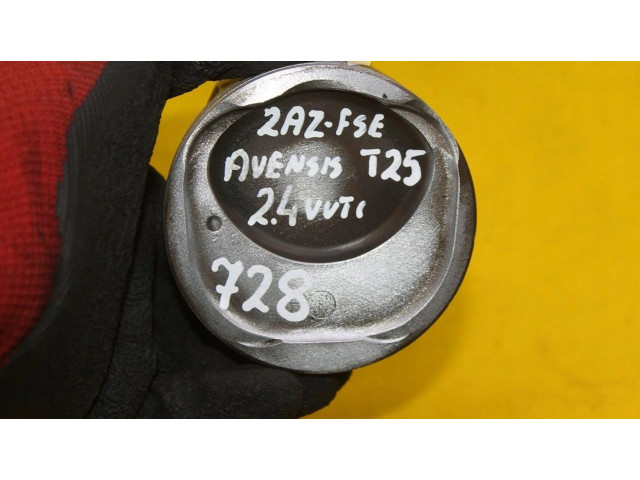 2AZ-FSE
AVENSIS T25
2.4 VVTI
728